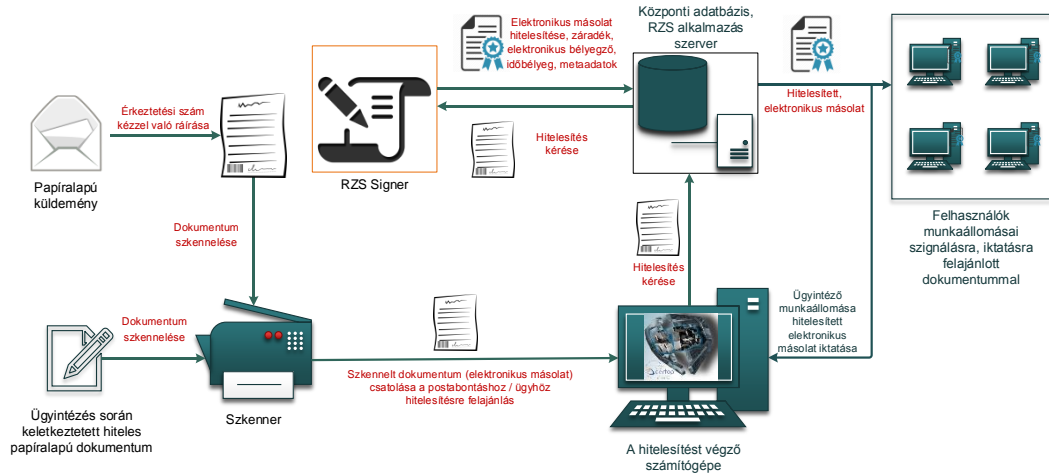 Elektronikus másolat
hitelesítése, záradék,
elektronikus bélyegző,
időbélyeg, metaadatok
Központi adatbázis,
RZS alkalmazás
szerver
Érkeztetési szám
kézzel való ráírása
Hitelesített,
elektronikus másolat
Hitelesítés
kérése
Papíralapú
küldemény
RZS Signer
Felhasználók
munkaállomásai
szignálásra, iktatásra
felajánlott
dokumentummal
Dokumentum
szkennelése
Hitelesítés
kérése
Ügyintéző
munkaállomása
hitelesített
elektronikus
másolat iktatása
Dokumentum
szkennelése
Szkennelt dokumentum (elektronikus másolat)
csatolása a postabontáshoz / ügyhöz
hitelesítésre felajánlás
Ügyintézés során
keletkeztetett hiteles
papíralapú dokumentum
Szkenner
A hitelesítést végző
számítógépe